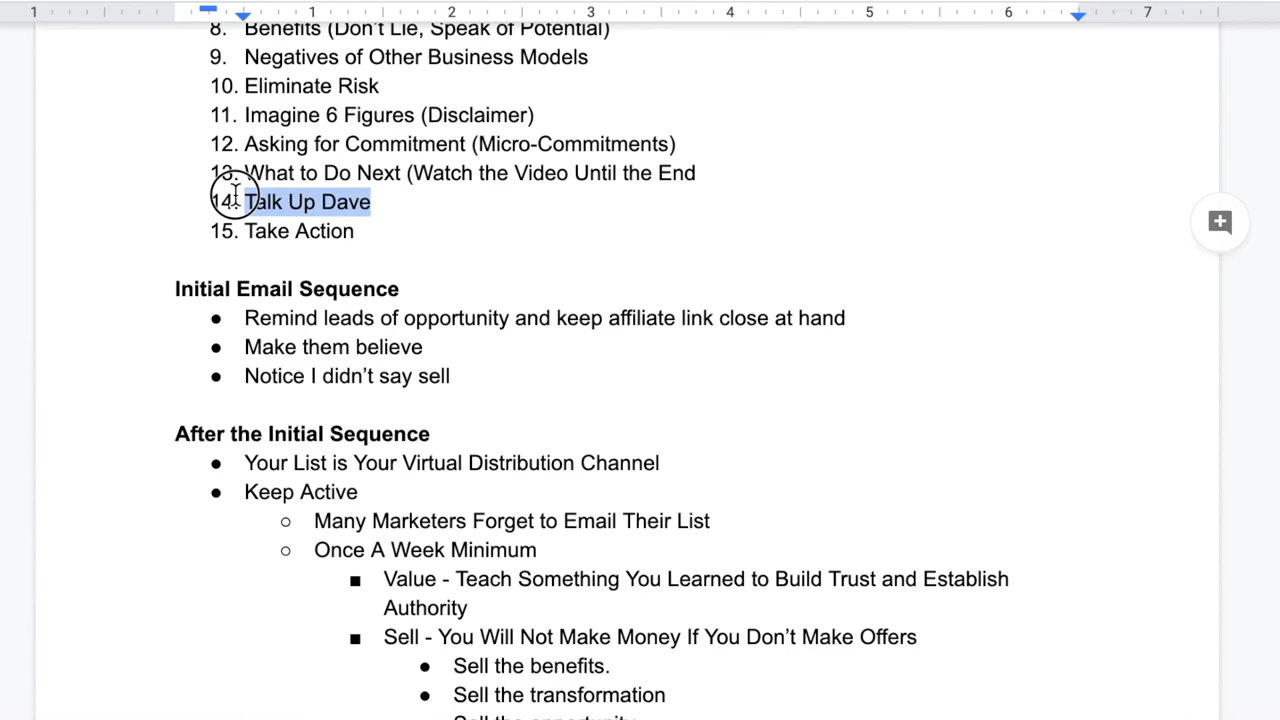 1 1 2 3 4 5 6 7
8. Benefits (Don't Lie, Speak of Potential)
9. Negatives of Other Business Models
10. Eliminate Risk
11. Imagine 6 Figures (Disclaimer)
12. Asking for Commitment (Micro-Commitments)
13. What to Do Next (Watch the Video Until the End
14. Talk Up Dave
15. Take Action
Initial Email Sequence
● Remind leads of opportunity and keep affiliate link close at hand
● Make them believe
● Notice I didn't say sell
After the Initial Sequence
● Your List is Your Virtual Distribution Channel
● Keep Active
○ Many Marketers Forget to Email Their List
○ Once A Week Minimum
■ Value - Teach Something You Learned to Build Trust and Establish
Authority
■ Sell - You Will Not Make Money If You Don't Make Offers
● Sell the benefits.
● Sell the transformation
● Sell the opportunity